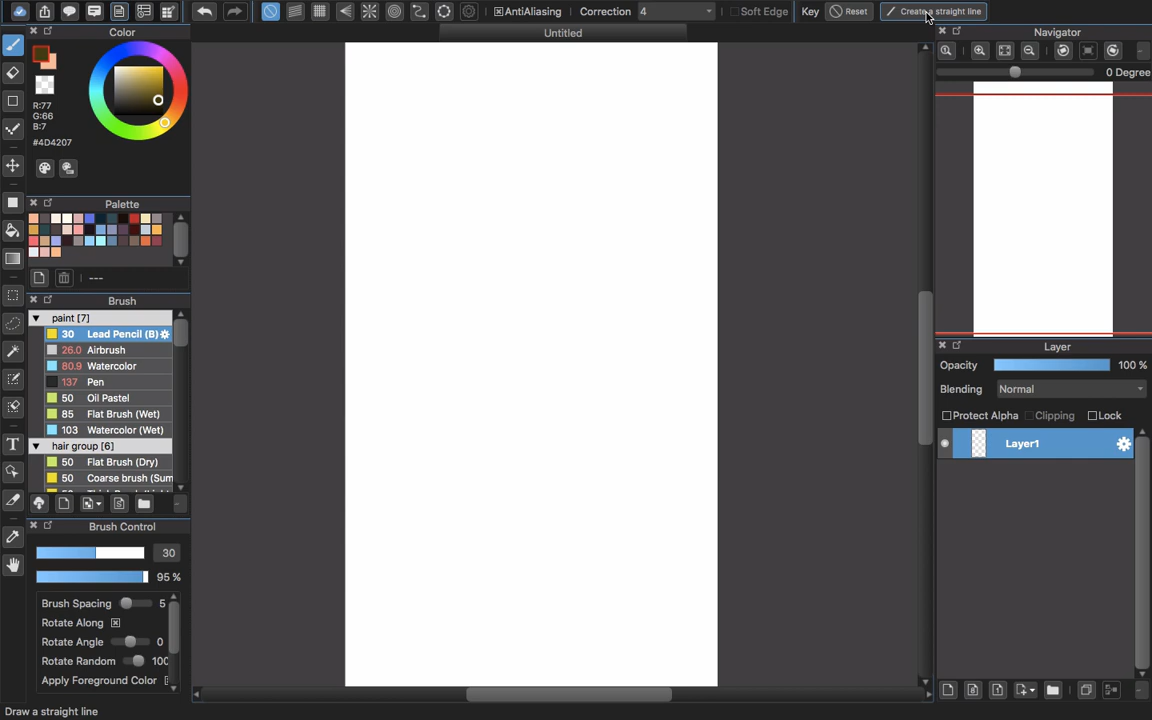 AntiAliasing Correction 4 Soft Edge Key Reset Create a straight line
Color
Untitled
Navigator
R:77
G:66
B:7
#4D4207
0 Degree
Palette
---
Brush
paint [7]
30 Lead Pencil (B)
26.0 Airbrush
80.9 Watercolor
137 Pen
50 Oil Pastel
85 Flat Brush (Wet)
103 Watercolor (Wet)
hair group [6]
50 Flat Brush (Dry)
50 Coarse brush (Sum
Brush Control
30
95 %
Brush Spacing 5
Rotate Along
Rotate Angle 0
Rotate Random 100
Apply Foreground Color
Layer
Opacity 100 %
Blending Normal
Protect Alpha Clipping Lock
Layer1
Draw a straight line